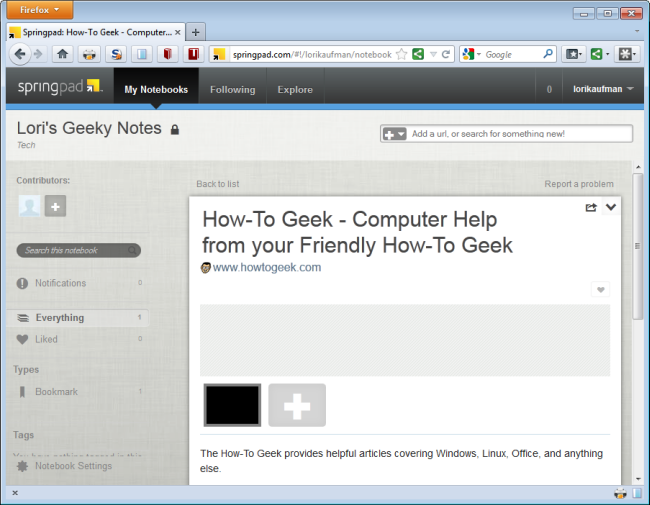 Firefox
Springpad: How-To Geek - Computer...
springpad.com/#!/lorikaufman/notebook
Google
springpad
My Notebooks
Following
Explore
0
lorikaufman
Lori's Geeky Notes
Tech
Add a url, or search for something new!
Contributors:
Back to list
Report a problem
How-To Geek - Computer Help
from your Friendly How-To Geek
www.howtogeek.com
Search this notebook
Notifications 0
Everything 1
Liked 0
Types
Bookmark 1
Tags
You have nothing tagged in this
Notebook Settings
The How-To Geek provides helpful articles covering Windows, Linux, Office, and anything
else.